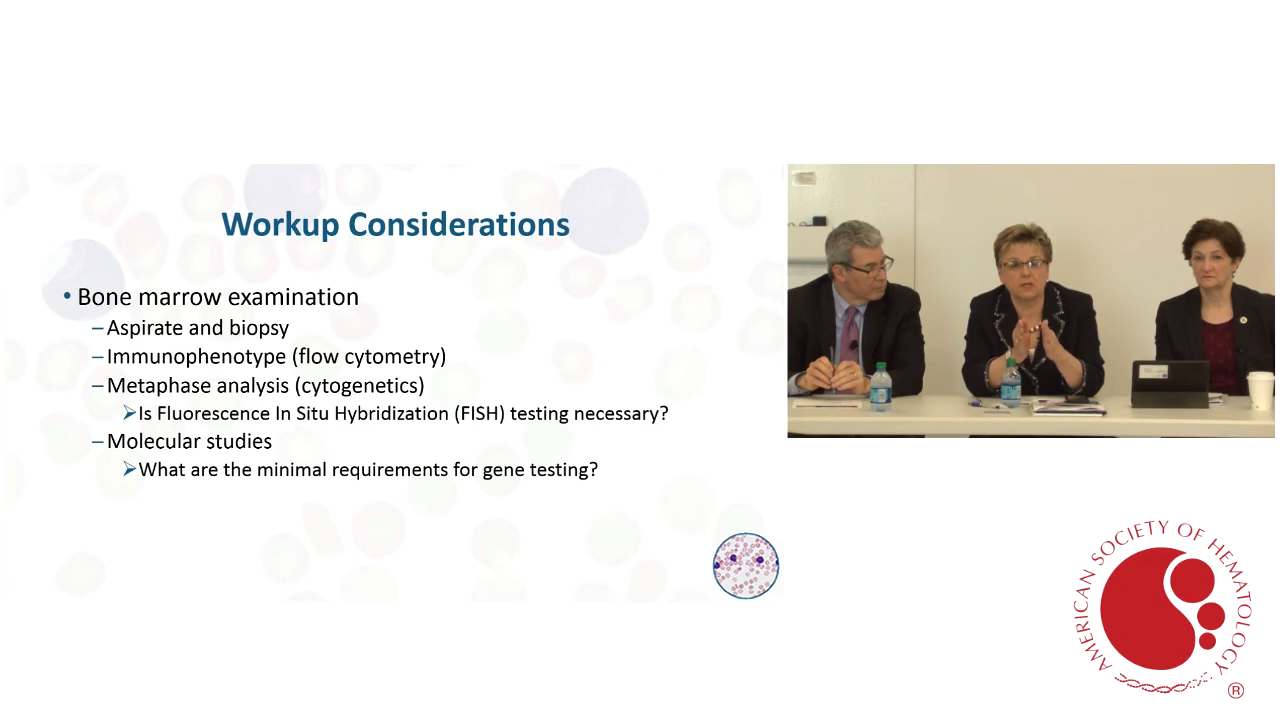 Workup Considerations
• Bone marrow examination
–Aspirate and biopsy
–Immunophenotype (flow cytometry)
–Metaphase analysis (cytogenetics)
➢Is Fluorescence In Situ Hybridization (FISH) testing necessary?
–Molecular studies
➢What are the minimal requirements for gene testing?
AMERICAN SOCIETY OF HEMATOLOGY
®